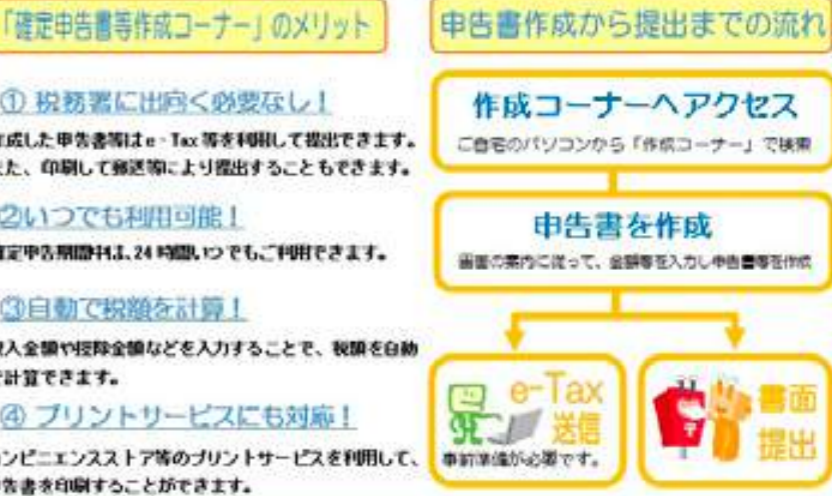 「確定申告書等作成コーナー」のメリット
① 税務署に出向く必要なし！
作成した申告書等はe‐Tax等を利用して提出できます。
また、印刷して郵送等により提出することもできます。
②いつでも利用可能！
確定申告期間中は、24時間いつでもご利用できます。
③自動で税額を計算！
収入金額や控除金額などを入力することで、税額を自動
で計算できます。
④ プリントサービスにも対応！
コンビニエンスストア等のプリントサービスを利用して、
申告書を印刷することができます。
申告書作成から提出までの流れ
作成コーナーへアクセス
ご自宅のパソコンから「作成コーナー」で検索
申告書を作成
画面の案内に従って、金額等を入力し申告書等を作成
e-Tax
送信
事前準備が必要です。
書面
提出